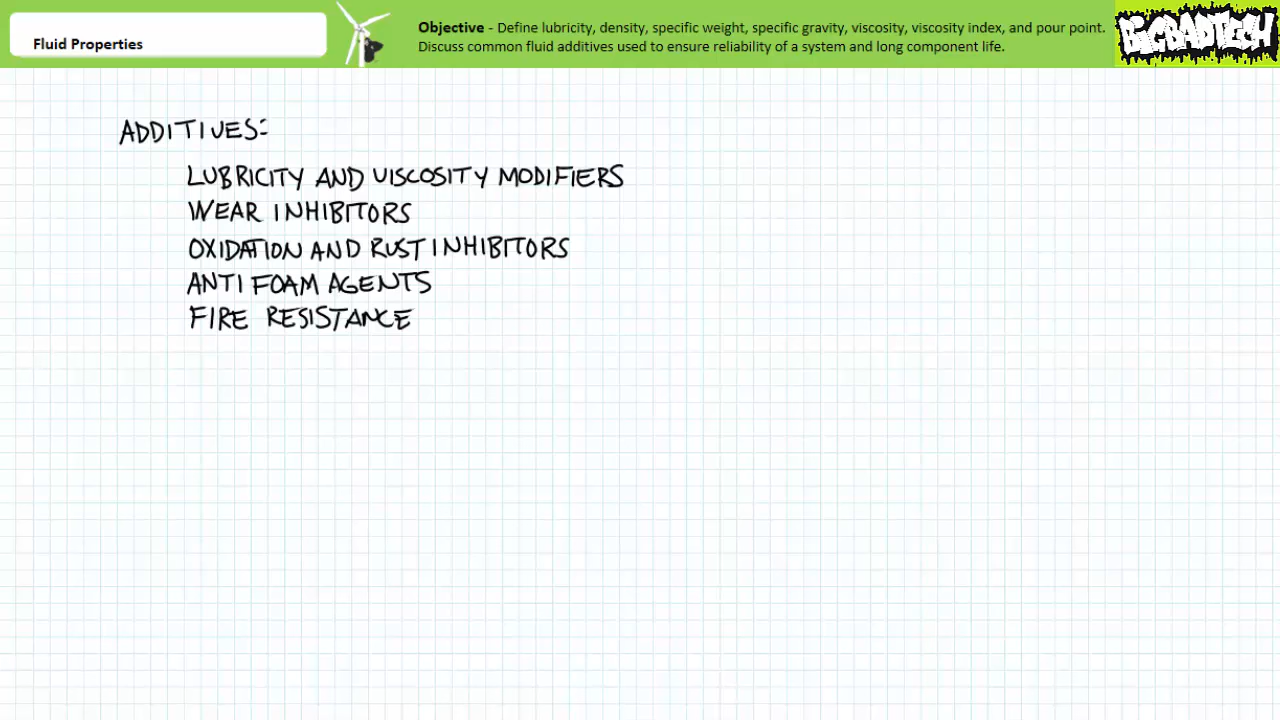 Fluid Properties
Objective - Define lubricity, density, specific weight, specific gravity, viscosity, viscosity index, and pour point.
Discuss common fluid additives used to ensure reliability of a system and long component life.
BIGBADTECH
ADDITIVES:
LUBRICITY AND VISCOSITY MODIFIERS
WEAR INHIBITORS
OXIDATION AND RUST INHIBITORS
ANTI FOAM AGENTS
FIRE RESISTANCE